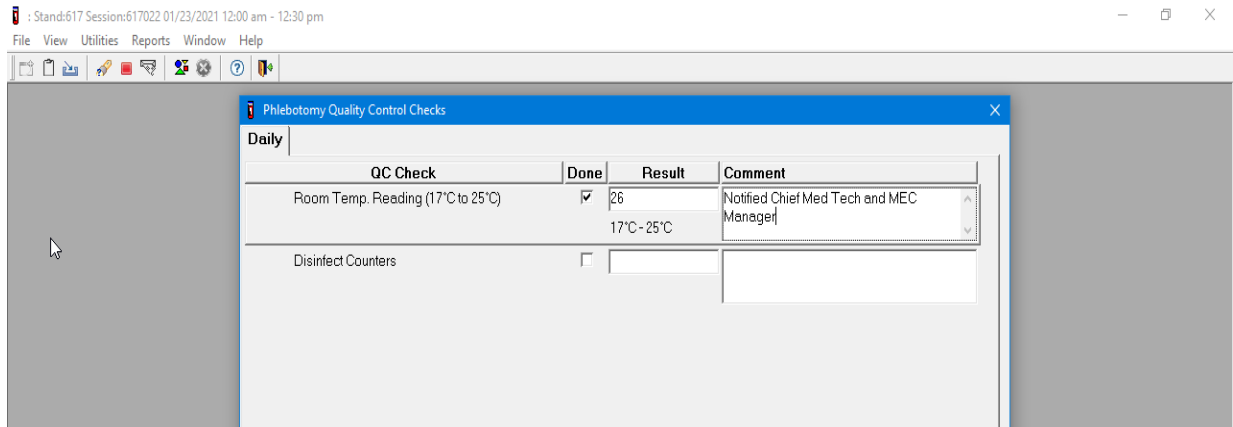 : Stand:617 Session:617022 01/23/2021 12:00 am - 12:30 pm
File View Utilities Reports Window Help
Phlebotomy Quality Control Checks
Daily
QC Check Done Result Comment
Room Temp. Reading (17°C to 25°C) 26 Notified Chief Med Tech and MEC
Manager
17°C - 25°C
Disinfect Counters